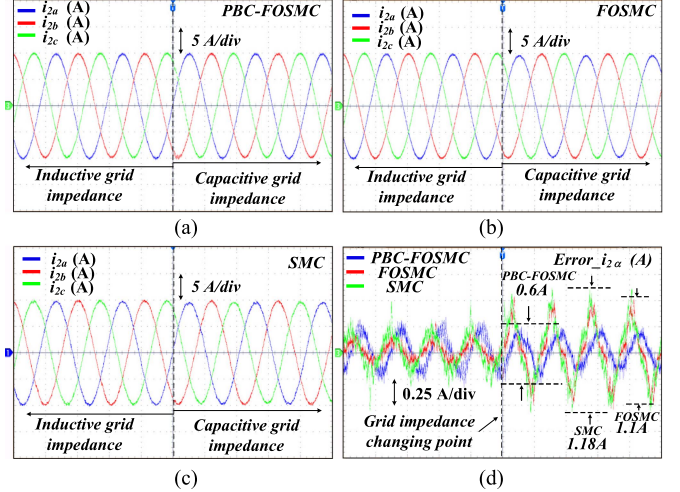 i2a (A)
i2b (A)
i2c (A)
PBC-FOSMC
5 A/div
Inductive grid
impedance
Capacitive grid
impedance
(a)
i2a (A)
i2b (A)
i2c (A)
FOSMC
5 A/div
Inductive grid
impedance
Capacitive grid
impedance
(b)
i2a (A)
i2b (A)
i2c (A)
SMC
5 A/div
Inductive grid
impedance
Capacitive grid
impedance
(c)
PBC-FOSMC
FOSMC
SMC
Error_i2α (A)
PBC-FOSMC
0.6A
0.25 A/div
Grid impedance
changing point
SMC
1.18A
FOSMC
1.1A
(d)